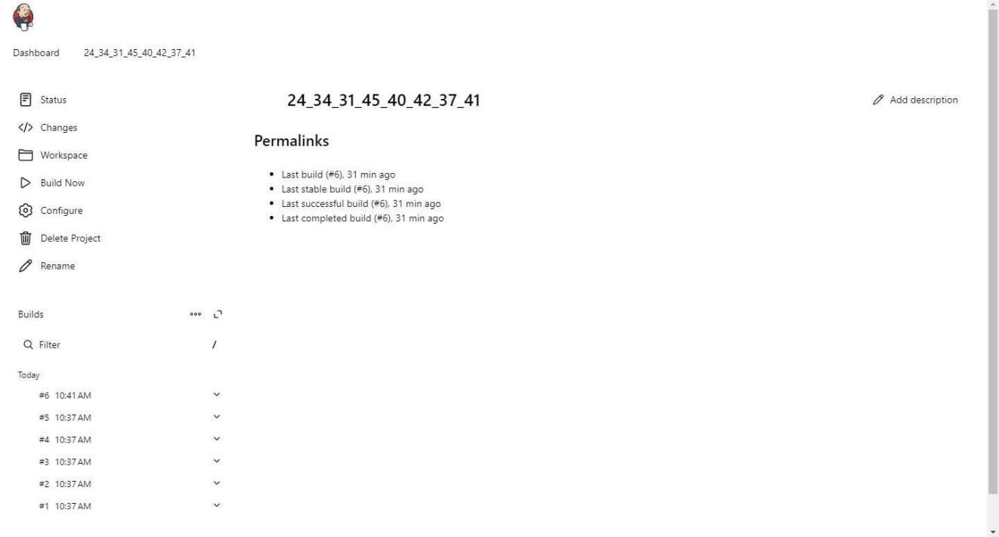 Dashboard 24_34_31_45_40_42_37_41
Status
Changes
Workspace
Build Now
Configure
Delete Project
Rename
24_34_31_45_40_42_37_41
Add description
Permalinks
Last build (#6), 31 min ago
Last stable build (#6), 31 min ago
Last successful build (#6), 31 min ago
Last completed build (#6), 31 min ago
Builds
Filter /
Today
#6 10:41 AM
#5 10:37 AM
#4 10:37 AM
#3 10:37 AM
#2 10:37 AM
#1 10:37 AM